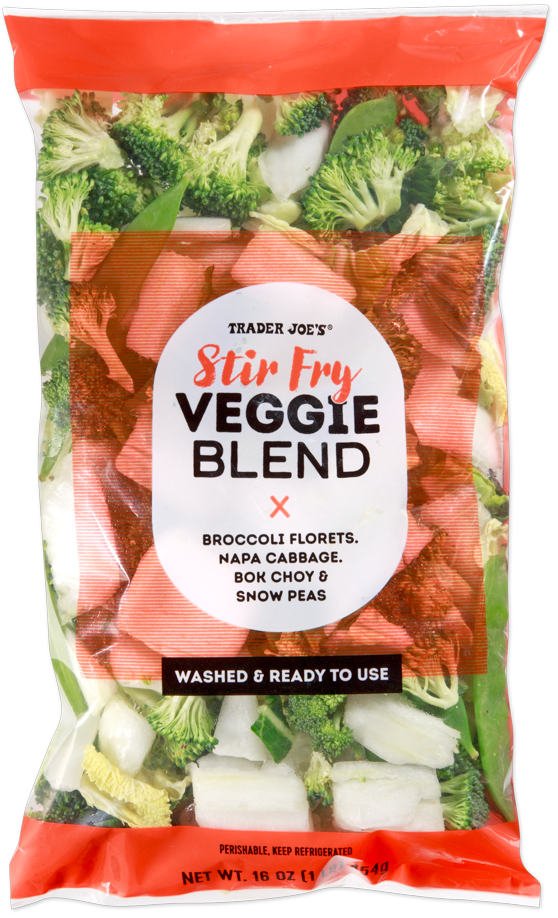 TRADER JOE'S®
Stir Fry
VEGGIE
BLEND
X
BROCCOLI FLORETS.
NAPA CABBAGE.
BOK CHOY &
SNOW PEAS
WASHED & READY TO USE
PERISHABLE, KEEP REFRIGERATED
NET WT. 16 OZ (1